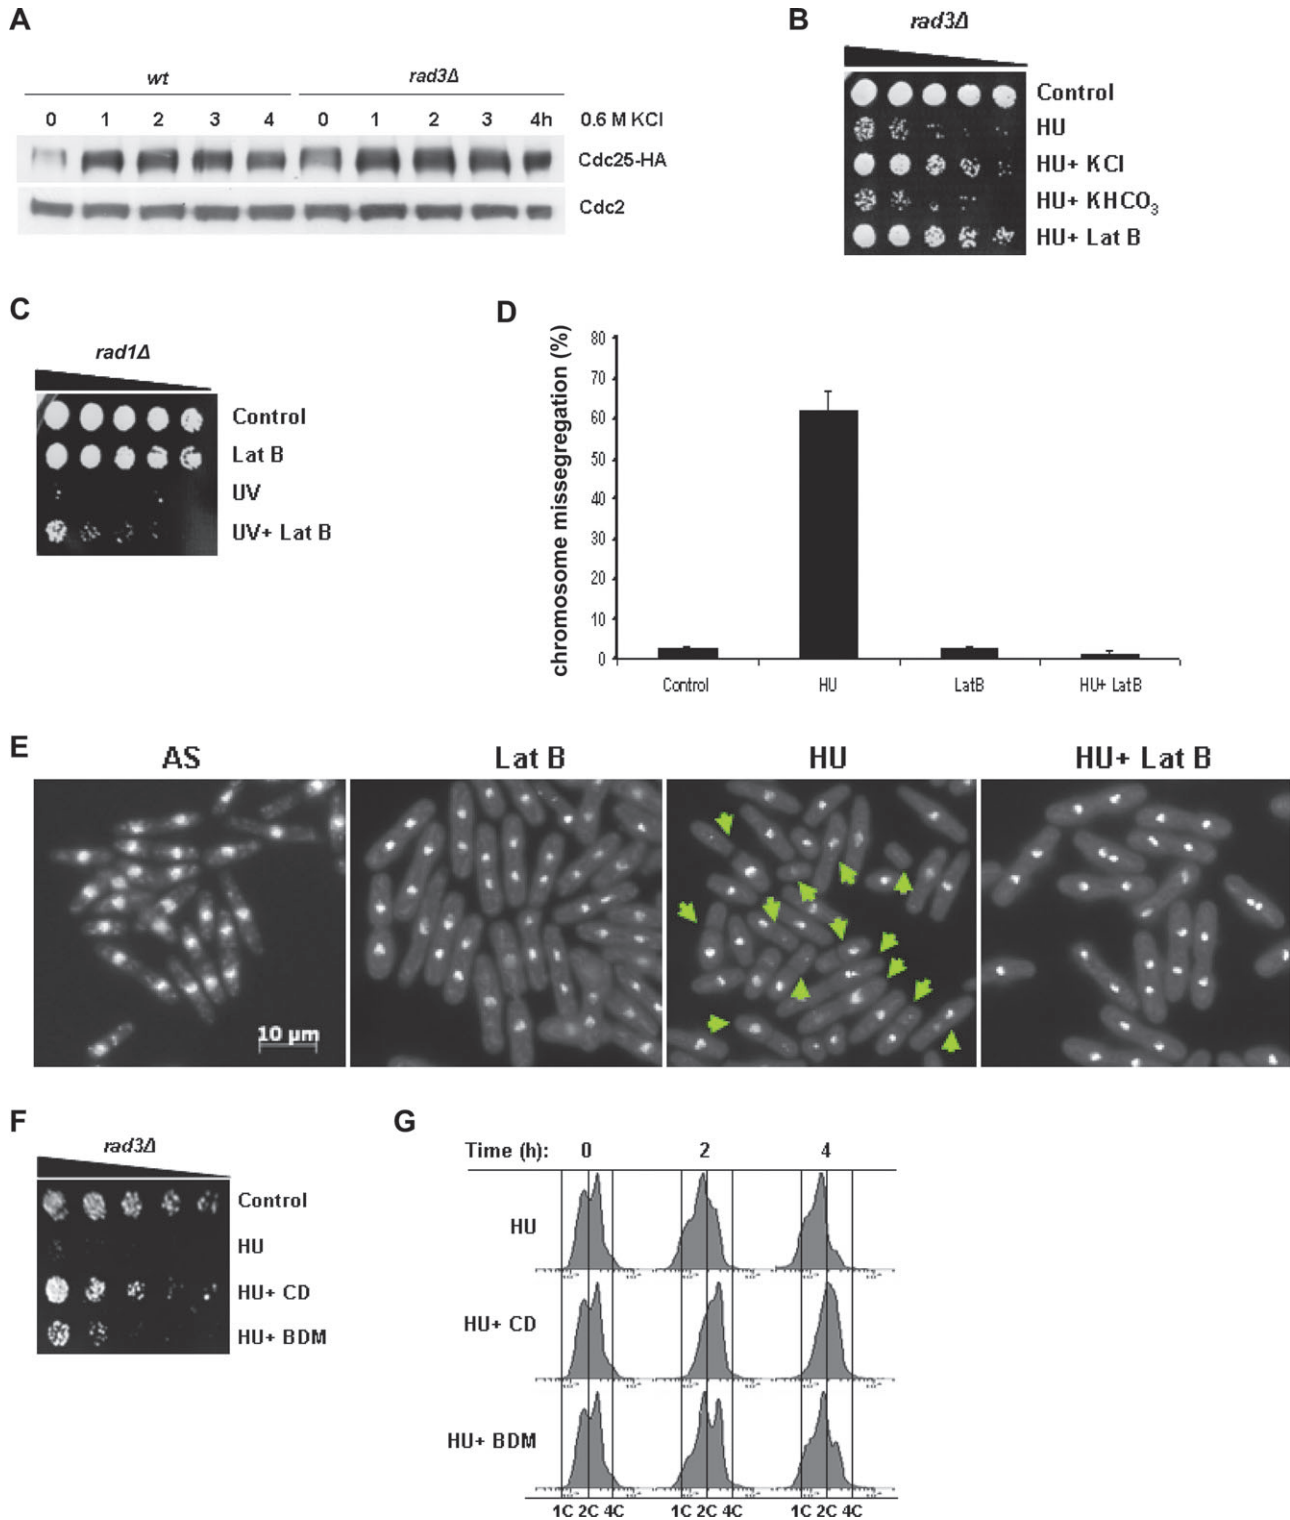 A
wt rad3Δ
0 1 2 3 4 0 1 2 3 4h 0.6 M KCl
Cdc25-HA
Cdc2
B
rad3Δ
Control
HU
HU+ KCl
HU+ KHCO3
HU+ Lat B
C
rad1Δ
Control
Lat B
UV
UV+ Lat B
D
chromosome missegregation (%)
80
70
60
50
40
30
20
10
0
Control HU LatB HU+ LatB
E
AS Lat B HU HU+ Lat B
10 µm
F
rad3Δ
Control
HU
HU+ CD
HU+ BDM
G
Time (h): 0 2 4
HU
HU+ CD
HU+ BDM
1C 2C 4C 1C 2C 4C 1C 2C 4C